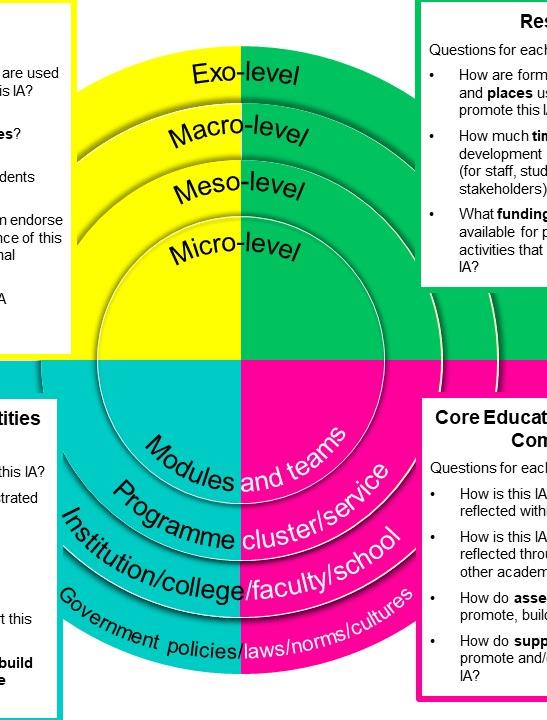 are used
is IA?
es?
dents
m endorse
nce of this
nal
A
Exo-level
Macro-level
Meso-level
Micro-level
Res
Questions for each
• How are form
and places us
promote this I
• How much tim
development
(for staff, stud
stakeholders)
• What funding
available for p
activities that
IA?
tities
this IA?
strated
t this
build
e
Modules and teams
Programme cluster/service
Institution/college/faculty/school
Government policies/laws/norms/cultures
Core Educat
Com
Questions for each
• How is this IA
reflected withi
• How is this IA
reflected throu
other academ
• How do asse
promote, build
• How do supp
promote and/
IA?